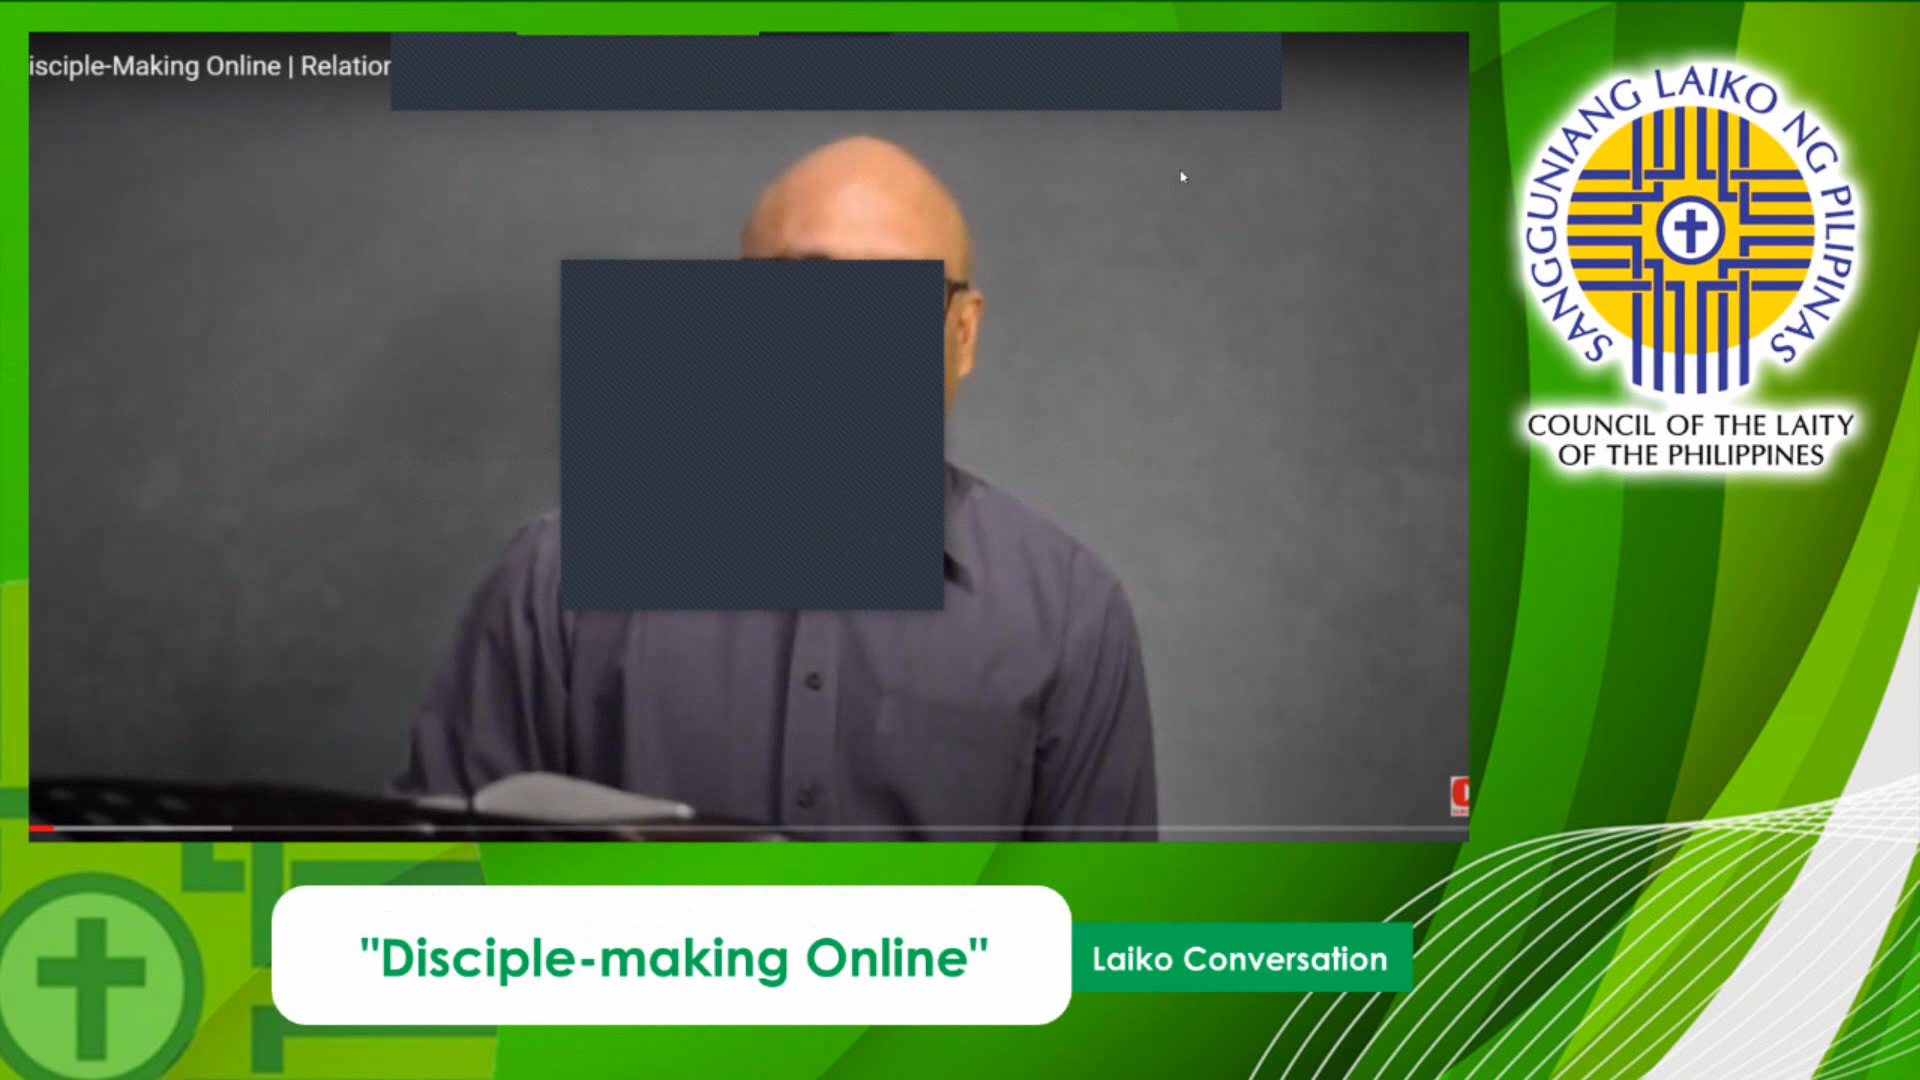 isciple-Making Online | Relation
SANGGUNIANG LAIKO NG PILIPINAS
COUNCIL OF THE LAITY
OF THE PHILIPPINES
"Disciple-making Online"
Laiko Conversation